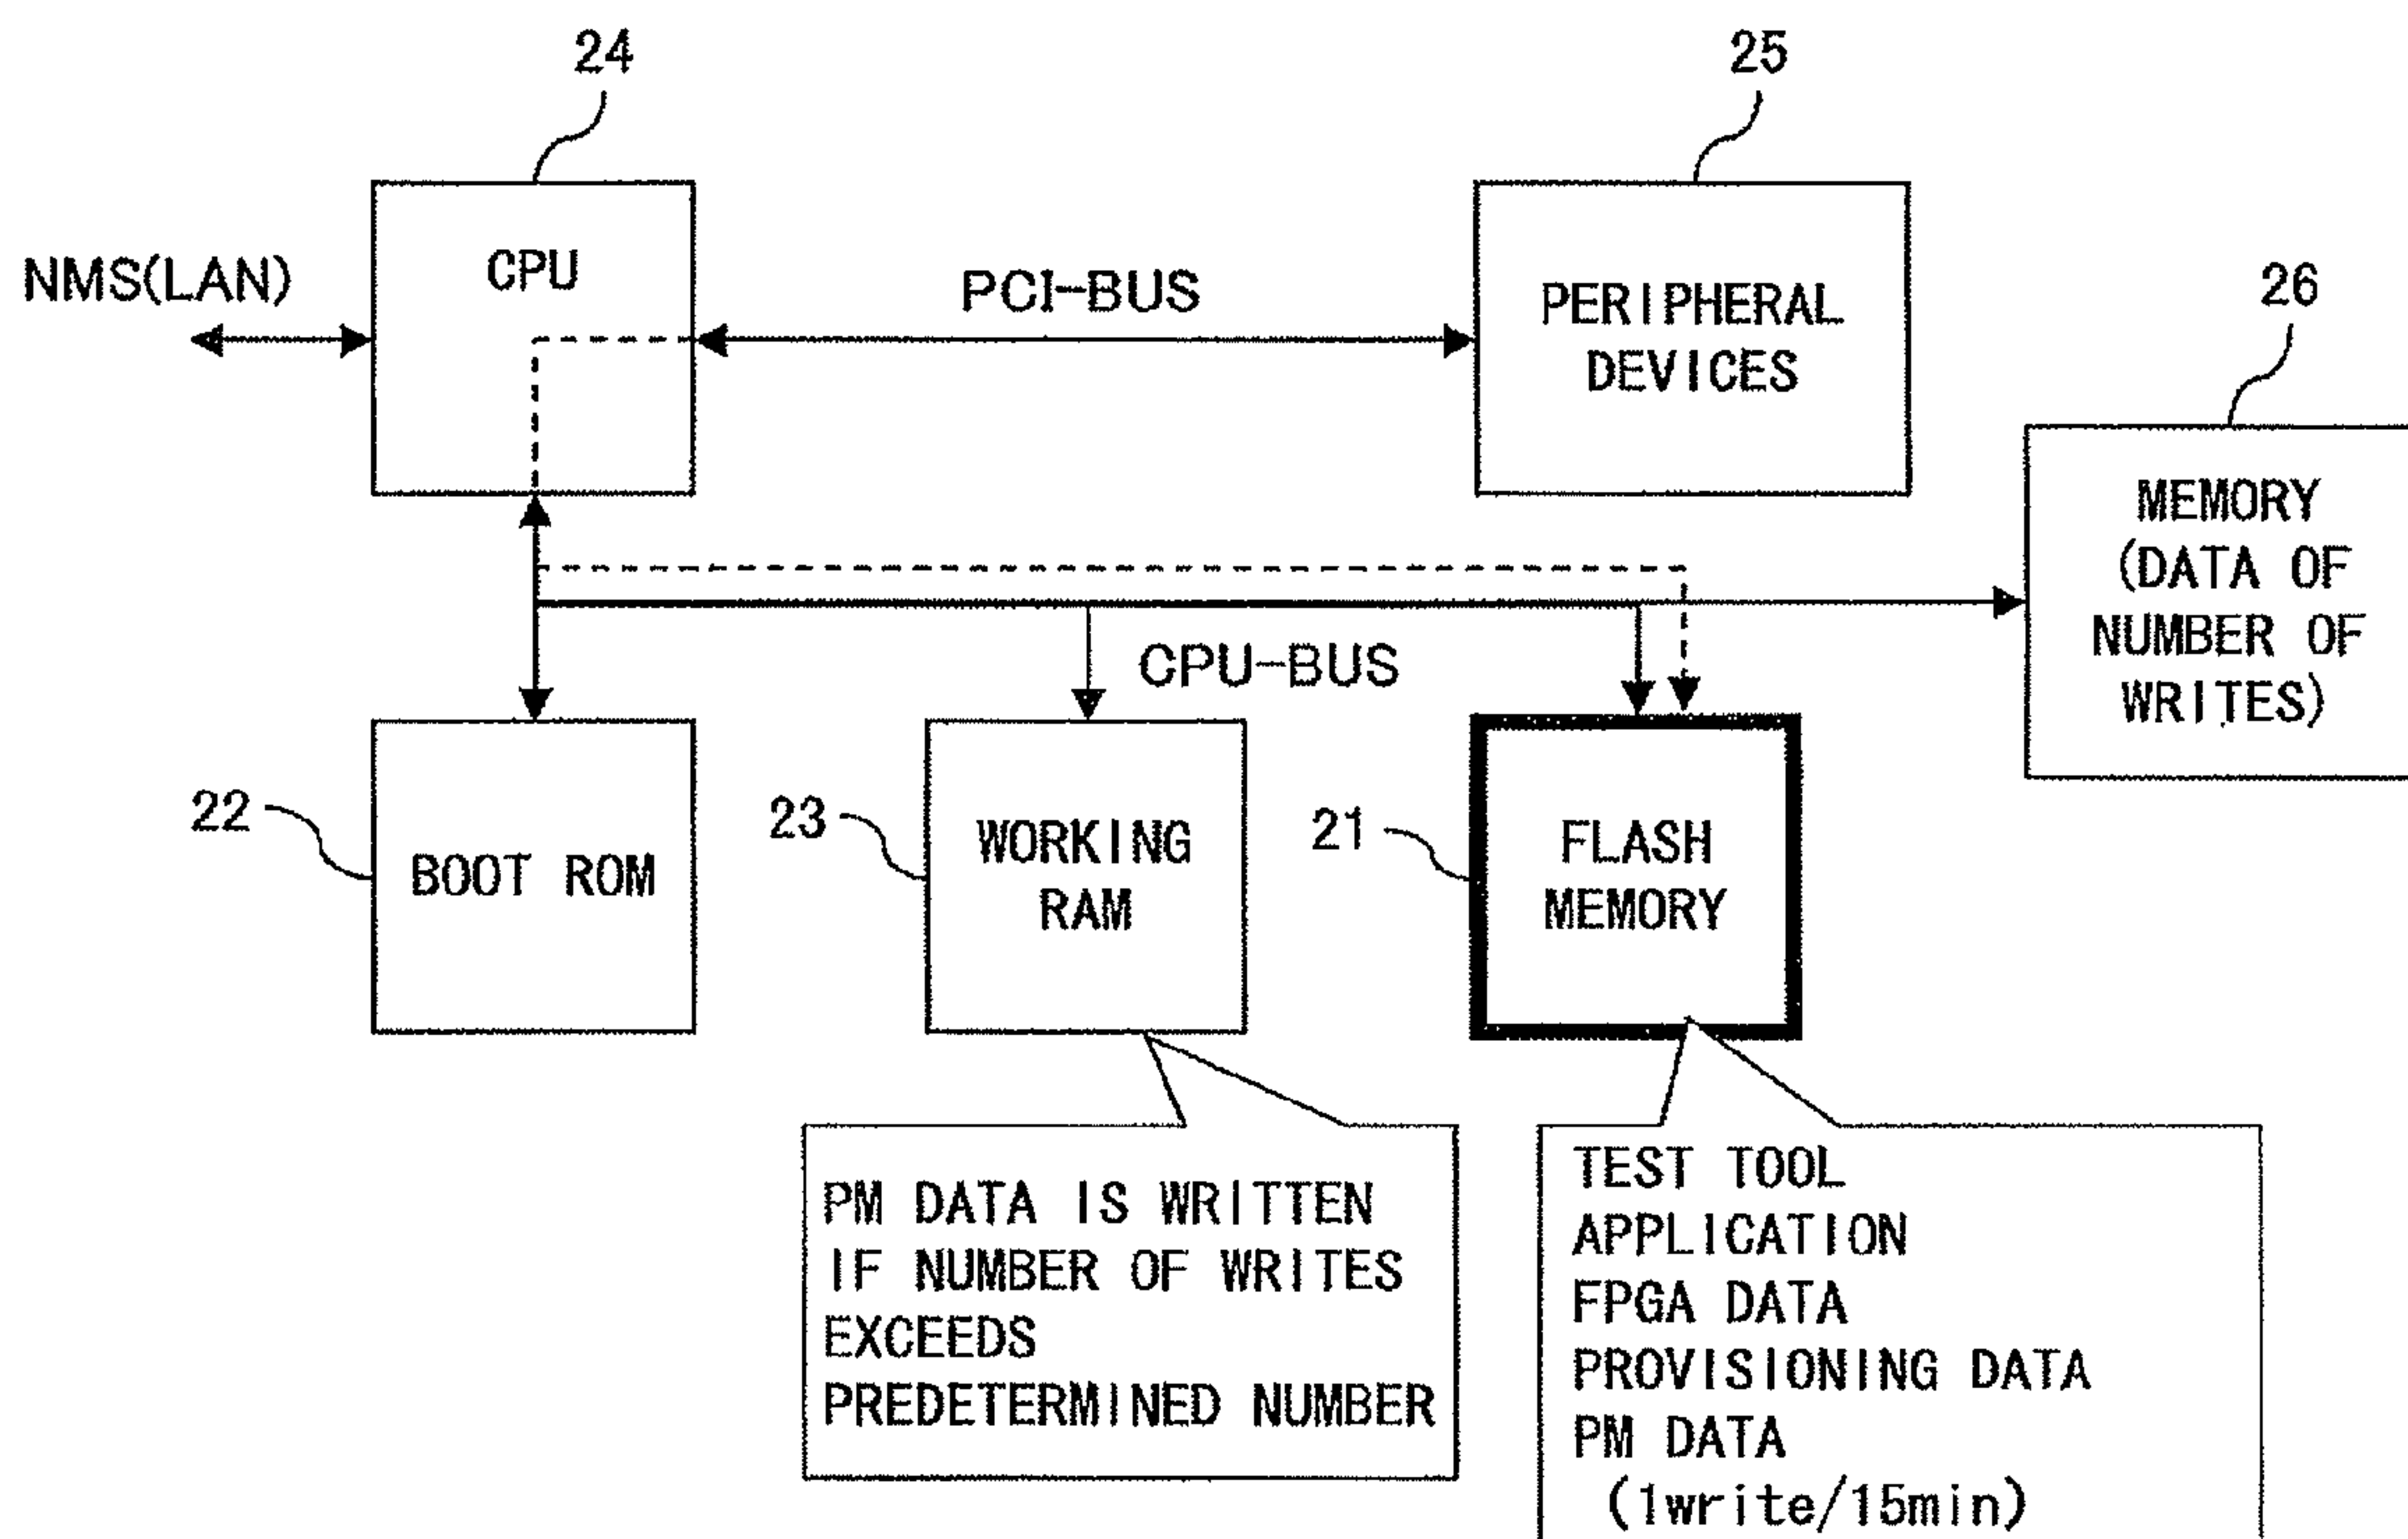 24
25
NMS(LAN)
CPU
PCI-BUS
PERIPHERAL
DEVICES
26
MEMORY
(DATA OF
NUMBER OF
WRITES)
CPU-BUS
22
BOOT ROM
23
WORKING
RAM
21
FLASH
MEMORY
PM DATA IS WRITTEN
IF NUMBER OF WRITES
EXCEEDS
PREDETERMINED NUMBER
TEST TOOL
APPLICATION
FPGA DATA
PROVISIONING DATA
PM DATA
(1write/15min)